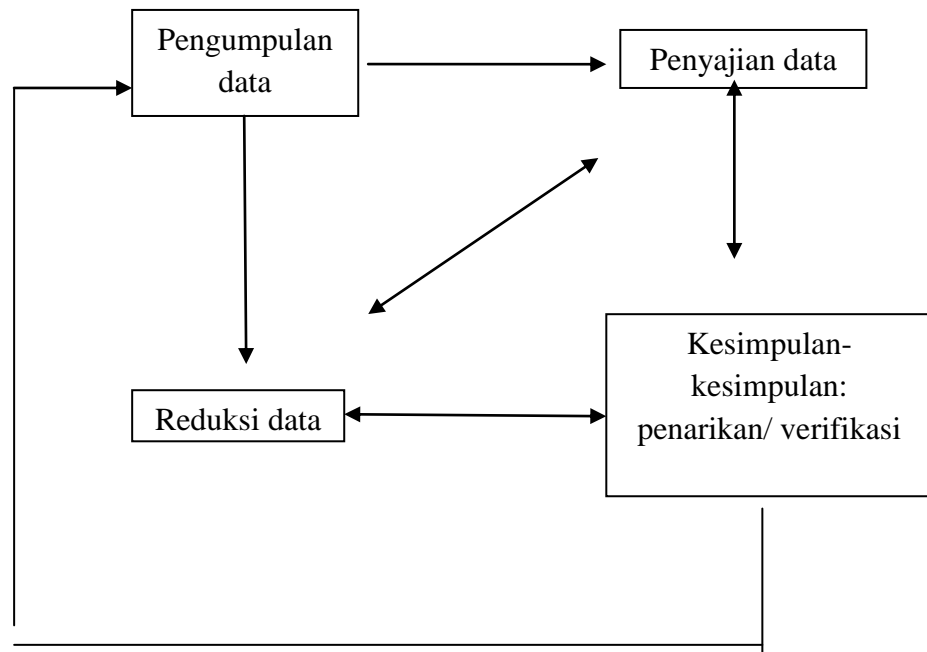 Pengumpulan
data
Penyajian data
Reduksi data
Kesimpulan-
kesimpulan:
penarikan/ verifikasi